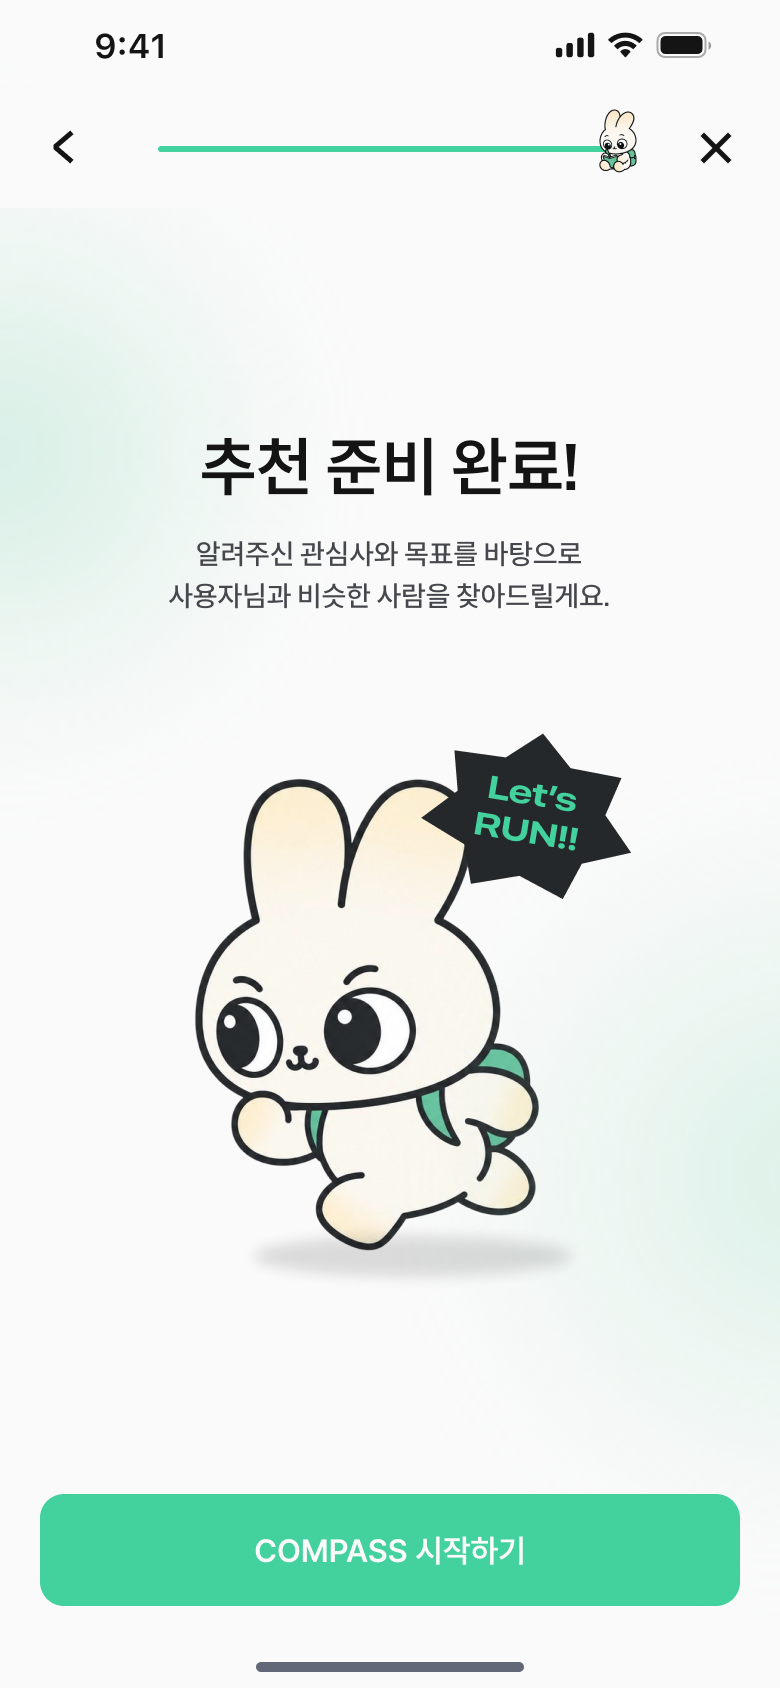 9:41
추천 준비 완료!
알려주신 관심사와 목표를 바탕으로
사용자님과 비슷한 사람을 찾아드릴게요.
Let's
RUN!!
COMPASS 시작하기